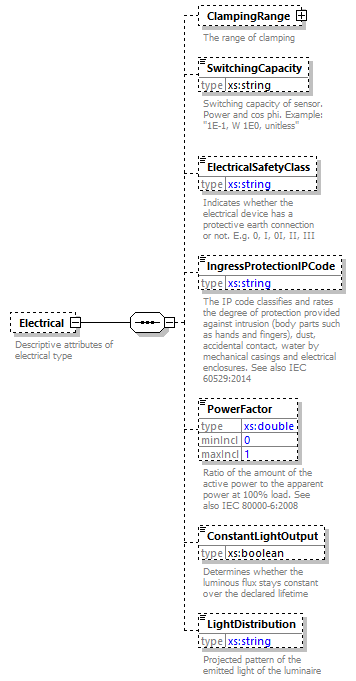 ClampingRange
The range of clamping
SwitchingCapacity
type xs:string
Switching capacity of sensor.
Power and cos phi. Example:
"1E-1, W 1E0, unitless"
ElectricalSafetyClass
type xs:string
Indicates whether the
electrical device has a
protective earth connection
or not. E.g. 0, I, 0I, II, III
IngressProtectionIPCode
type xs:string
The IP code classifies and rates
the degree of protection provided
against intrusion (body parts such
as hands and fingers), dust,
accidental contact, water by
mechanical casings and electrical
enclosures. See also IEC
60529:2014
Electrical
Descriptive attributes of
electrical type
PowerFactor
type xs:double
minIncl 0
maxIncl 1
Ratio of the amount of the
active power to the apparent
power at 100% load. See
also IEC 80000-6:2008
ConstantLightOutput
type xs:boolean
Determines whether the
luminous flux stays constant
over the declared lifetime
LightDistribution
type xs:string
Projected pattern of the
emitted light of the luminaire